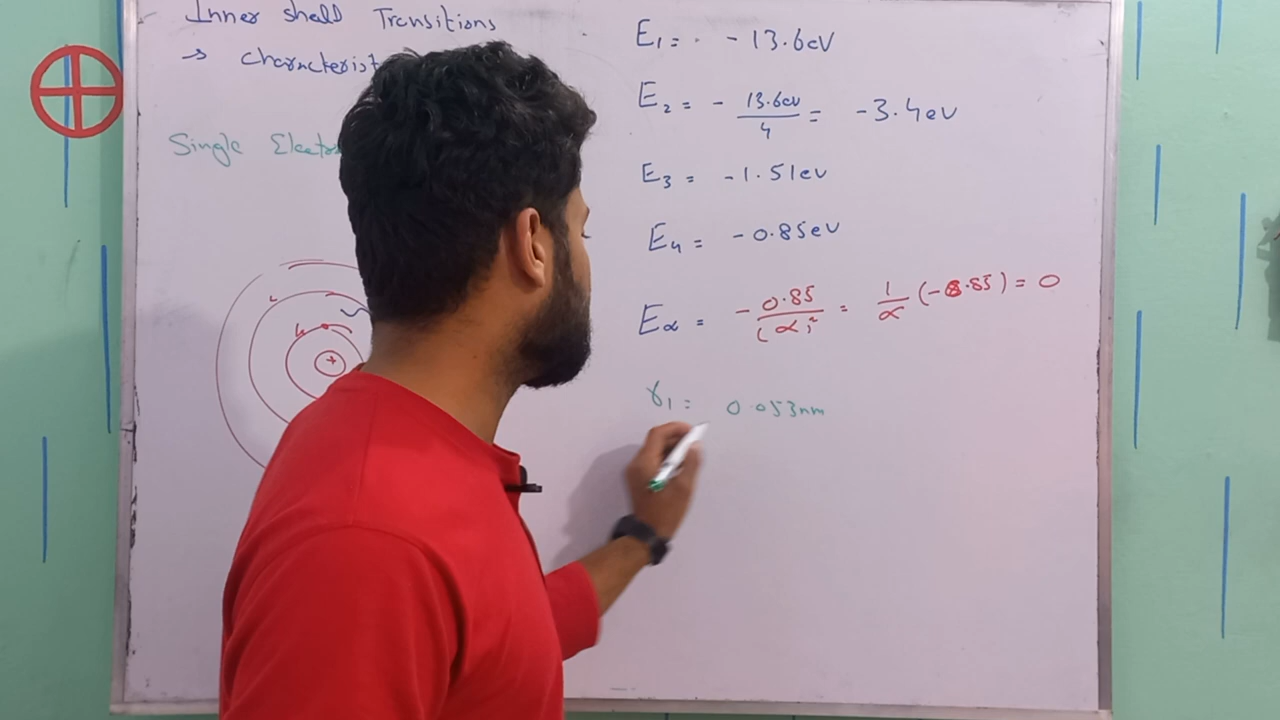 Inner shell Transitions
→ characterist
Single Electro
E₁ = - 13.6eV
E₂ = - 13.6eV/4 = -3.4eV
E₃ = -1.51eV
E₄ = -0.85eV
E∝ = -0.85/(∝)² = 1/∝ (-0.85) = 0
r₁ = 0.053nm
+